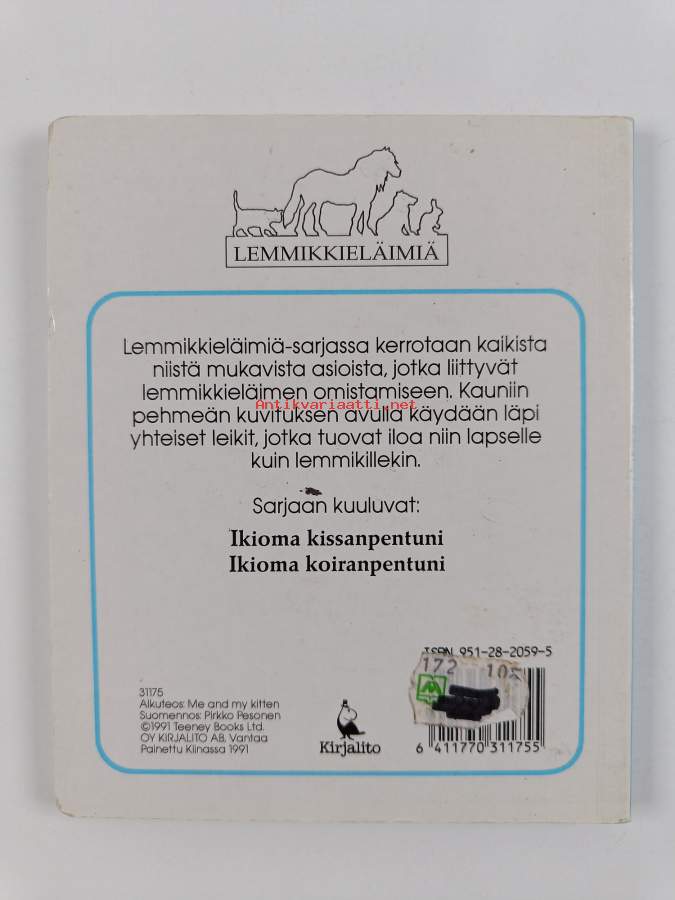 LEMMIKKIELÄIMIÄ
Lemmikkieläimiä-sarjassa kerrotaan kaikista
niistä mukavista asioista, jotka liittyvät
lemmikkieläimen omistamiseen. Kauniin
Antikvariaatti.net
pehmeän kuvituksen avulla käydään läpi
yhteiset leikit, jotka tuovat iloa niin lapselle
kuin lemmikillekin.
Sarjaan kuuluvat:
Ikioma kissanpentuni
Ikioma koiranpentuni
ISBN 951-28-2059-5
172 10
31175
Alkuteos: Me and my kitten
Suomennos: Pirkko Pesonen
©1991 Teeney Books Ltd.
OY KIRJALITO AB, Vantaa
Painettu Kiinassa 1991
Kirjalito
6 411770 311755